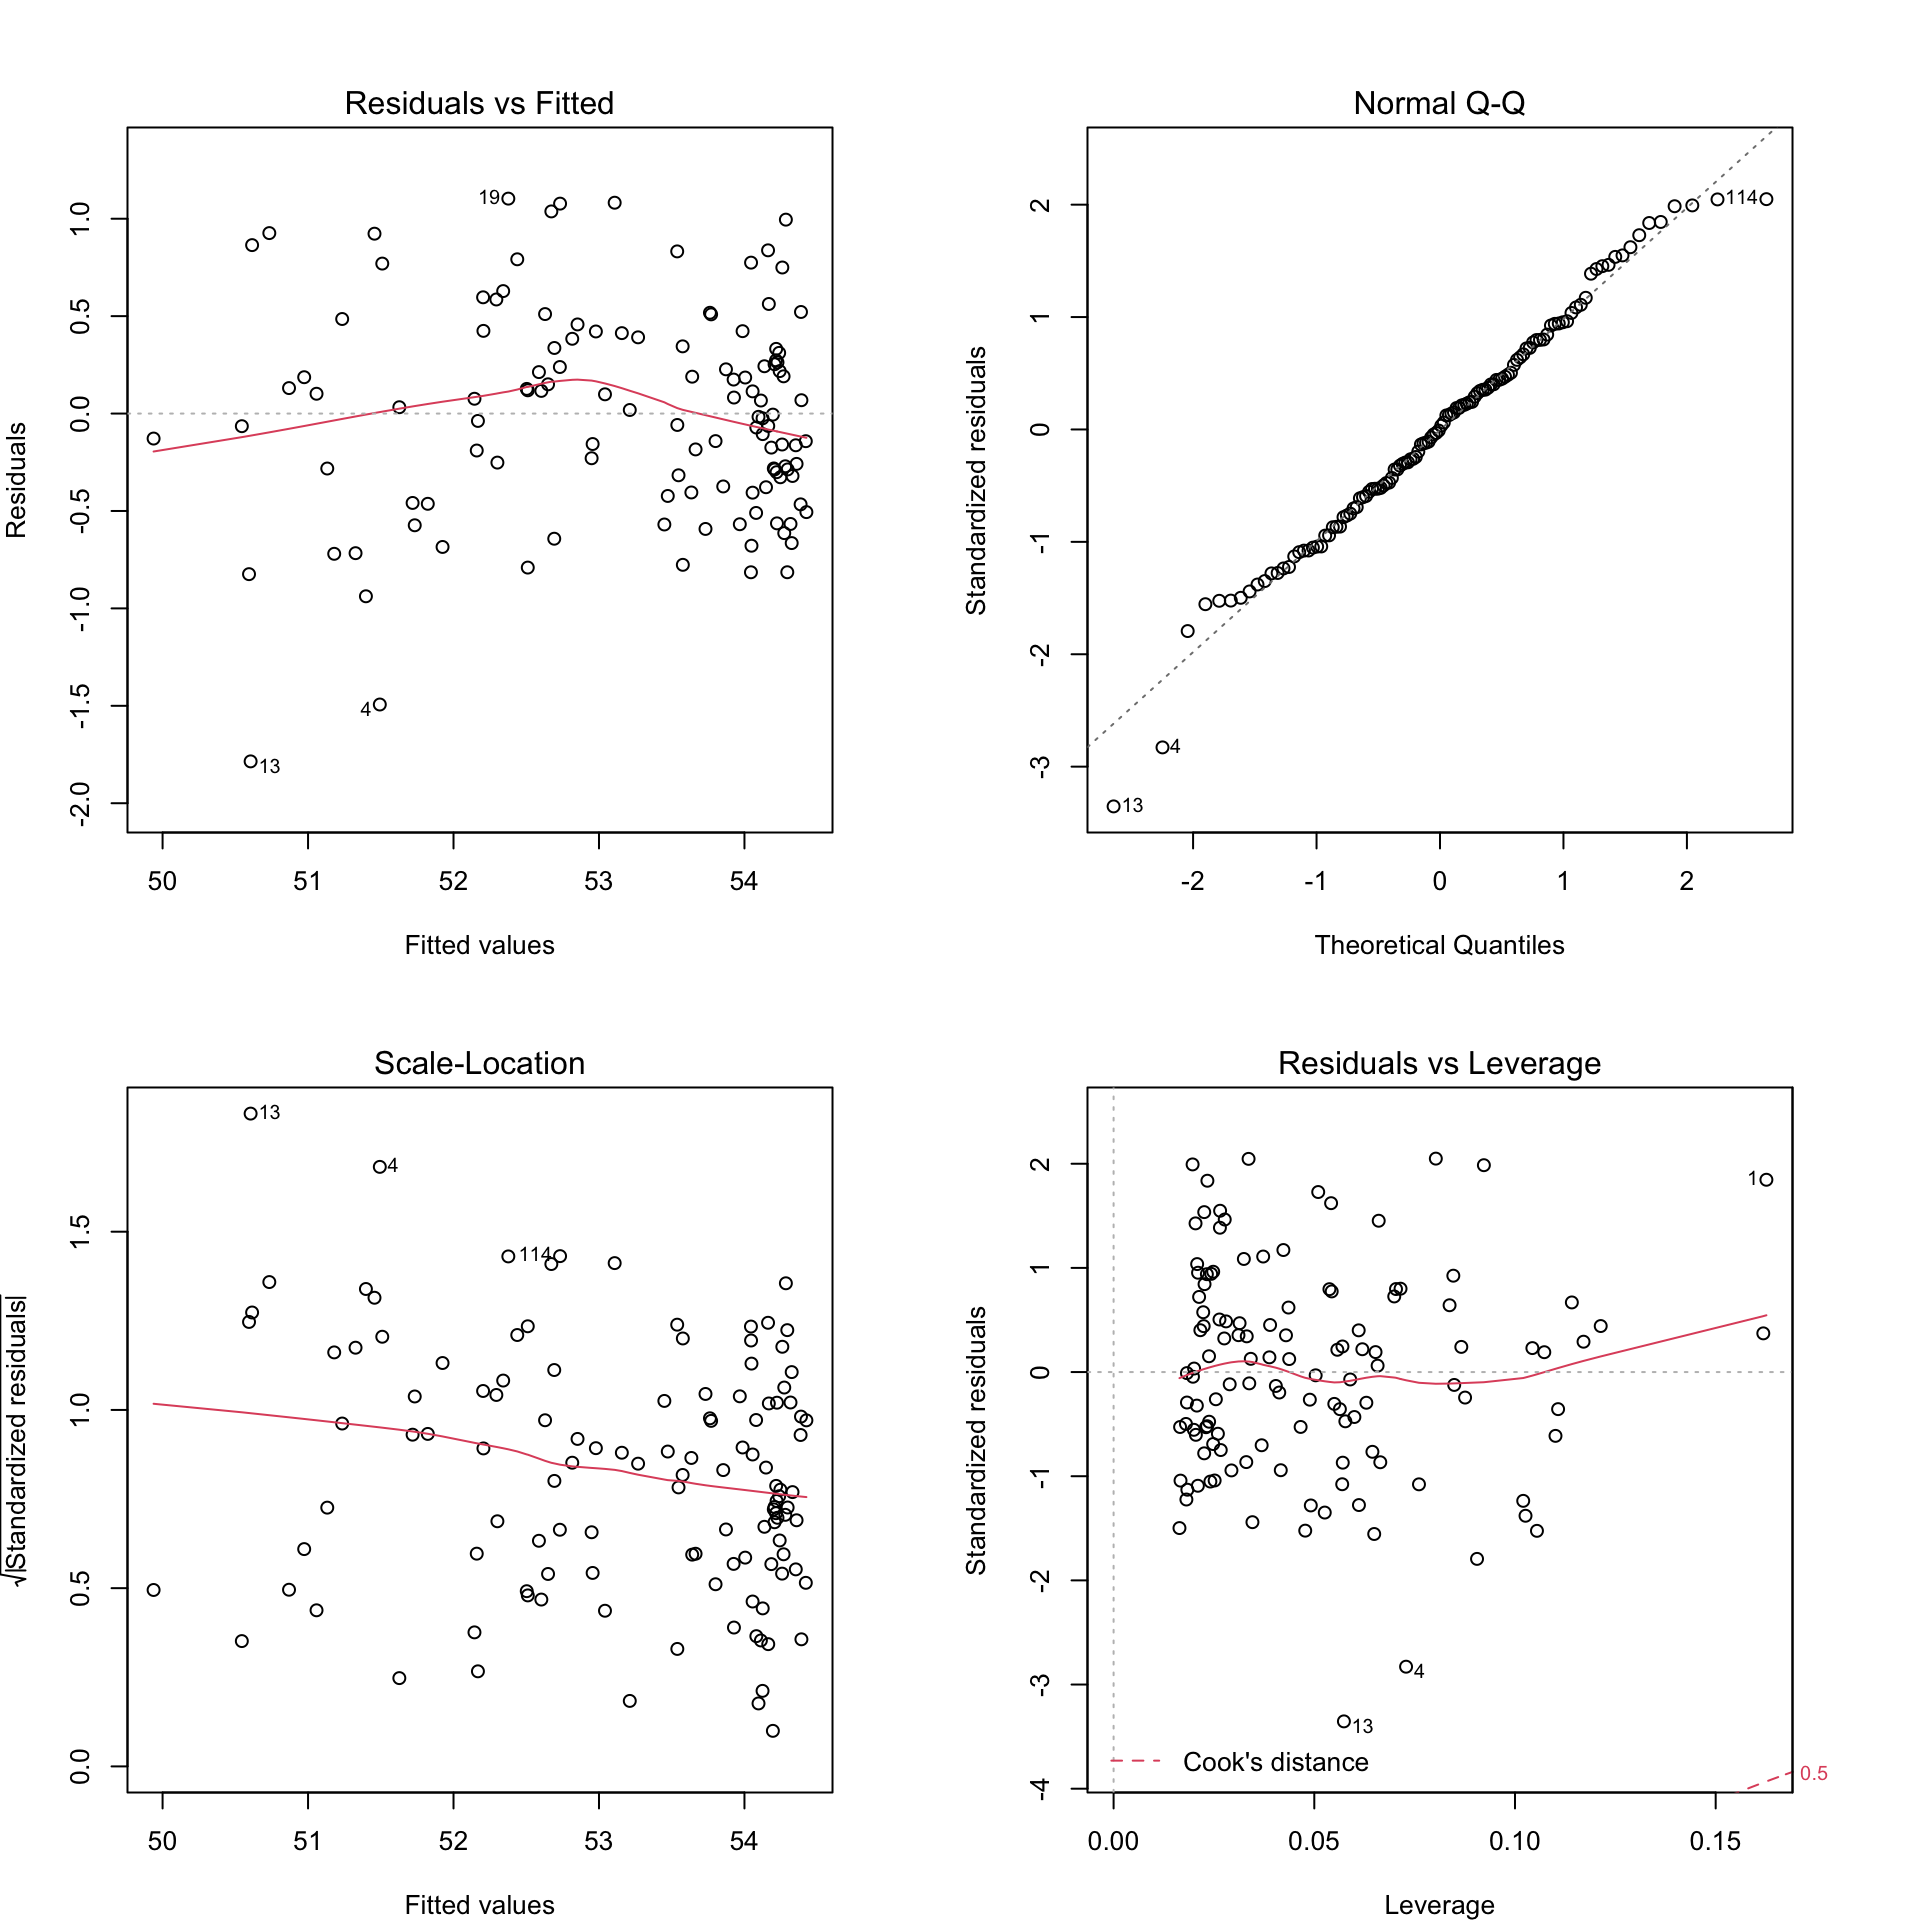 Residuals vs Fitted
Residuals
1.0
0.5
0.0
-0.5
-1.0
-1.5
-2.0
19
4
13
50 51 52 53 54
Fitted values
Normal Q-Q
Standardized residuals
2
1
0
-1
-2
-3
114
4
13
-2 -1 0 1 2
Theoretical Quantiles
Scale-Location
√|Standardized residuals|
1.5
1.0
0.5
0.0
13
4
114
50 51 52 53 54
Fitted values
Residuals vs Leverage
Standardized residuals
2
1
0
-1
-2
-3
-4
1
4
13
Cook's distance
0.5
0.00 0.05 0.10 0.15
Leverage